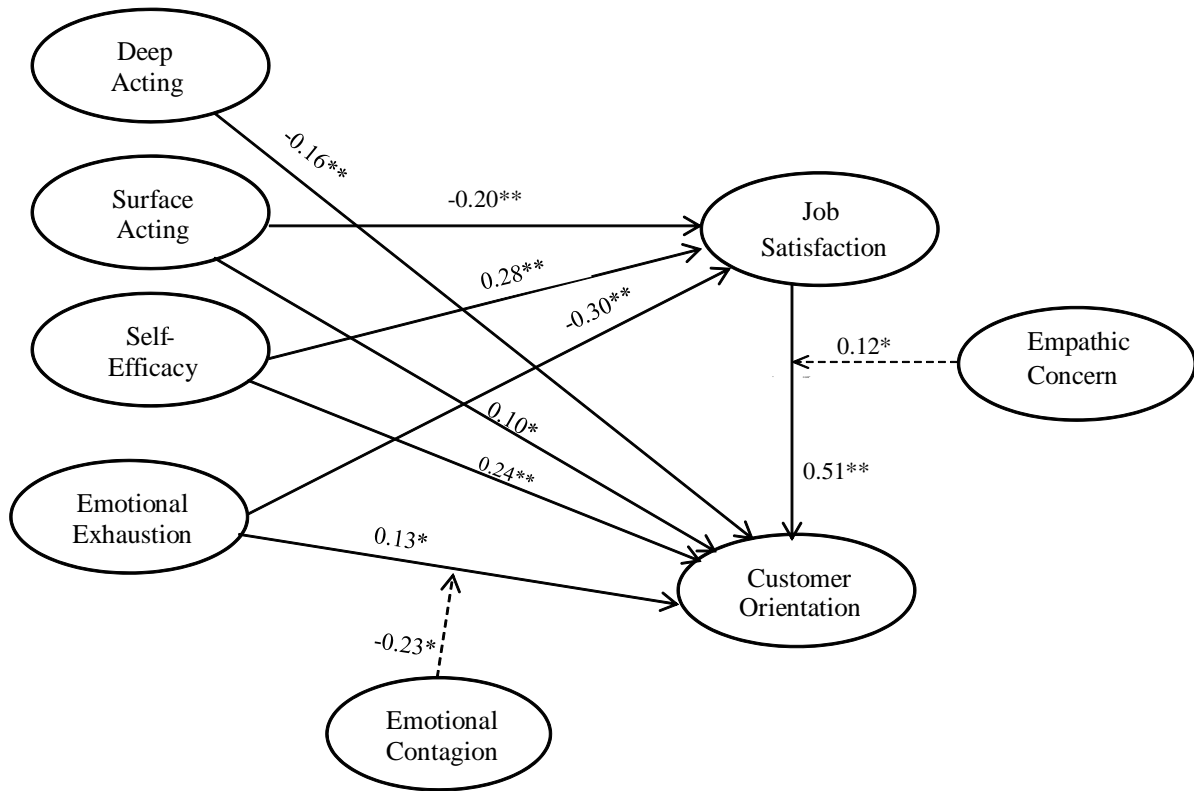 Deep
Acting
-0.16**
Surface
Acting
-0.20**
Job
Satisfaction
0.28**
-0.30**
Self-
Efficacy
0.12*
Empathic
Concern
0.10*
0.24**
0.51**
Emotional
Exhaustion
0.13*
Customer
Orientation
-0.23*
Emotional
Contagion